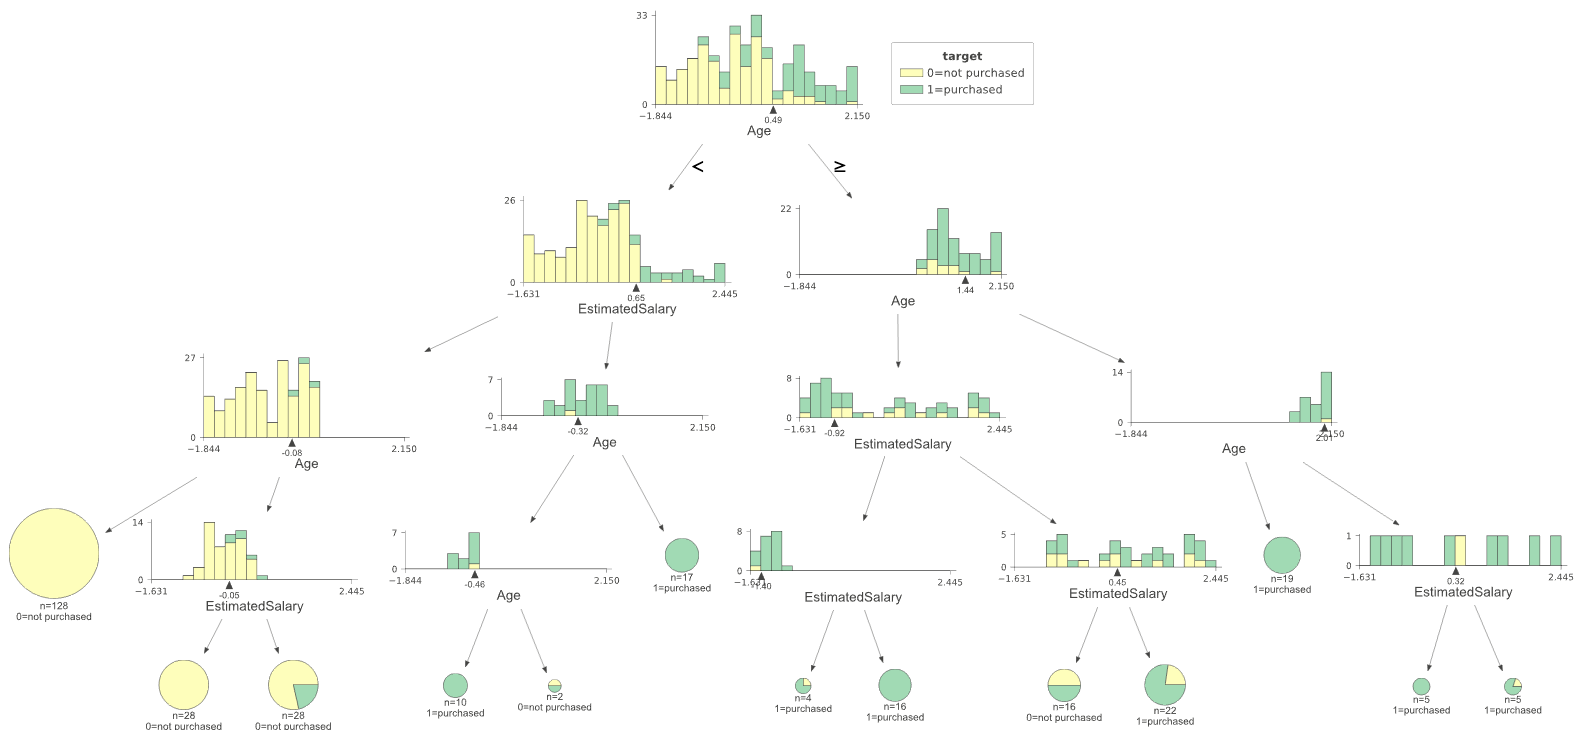 33
0
−1.844
0.49
2.150
Age
target
0=not purchased
1=purchased
<
≥
26
0
−1.631
0.65
2.445
EstimatedSalary
22
0
−1.844
1.44
2.150
Age
27
0
−1.844
-0.08
2.150
Age
7
0
−1.844
-0.32
2.150
Age
8
0
−1.631
-0.92
2.445
EstimatedSalary
14
0
−1.844
2.01
2.150
Age
n=128
0=not purchased
14
0
−1.631
-0.05
2.445
EstimatedSalary
7
0
−1.844
-0.46
2.150
Age
n=17
1=purchased
8
0
2.445
EstimatedSalary
5
0
−1.631
0.45
2.445
EstimatedSalary
n=19
1=purchased
1
0
−1.631
0.32
2.445
EstimatedSalary
n=28
0=not purchased
n=28
0=not purchased
n=10
1=purchased
n=2
0=not purchased
n=4
1=purchased
n=16
1=purchased
n=16
0=not purchased
n=22
1=purchased
n=5
1=purchased
n=5
1=purchased